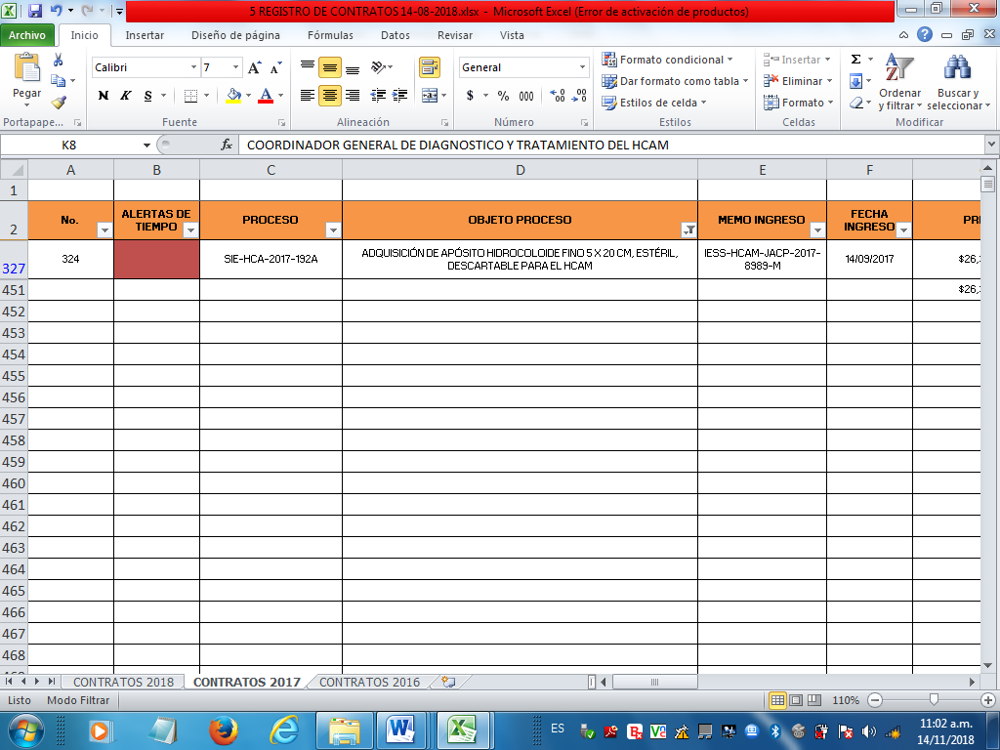 5 REGISTRO DE CONTRATOS 14-08-2018.xlsx - Microsoft Excel (Error de activación de productos)
Archivo Inicio Insertar Diseño de página Fórmulas Datos Revisar Vista
Pegar
Calibri 7
N K S
General
$ % 000
Formato condicional
Dar formato como tabla
Estilos de celda
Insertar
Eliminar
Formato
Σ
Ordenar y filtrar
Buscar y seleccionar
Portapape... Fuente Alineación Número Estilos Celdas Modificar
K8 fx COORDINADOR GENERAL DE DIAGNOSTICO Y TRATAMIENTO DEL HCAM
A B C D E F
1
2 No. ALERTAS DE TIEMPO PROCESO OBJETO PROCESO MEMO INGRESO FECHA INGRESO PR
327 324 SIE-HCA-2017-192A ADQUISICIÓN DE APÓSITO HIDROCOLOIDE FINO 5 X 20 CM, ESTÉRIL, DESCARTABLE PARA EL HCAM IESS-HCAM-JACP-2017-8989-M 14/09/2017 $26,
451 $26,
452
453
454
455
456
457
458
459
460
461
462
463
464
465
466
467
468
CONTRATOS 2018 CONTRATOS 2017 CONTRATOS 2016
Listo Modo Filtrar 110%
ES 11:02 a.m.
14/11/2018